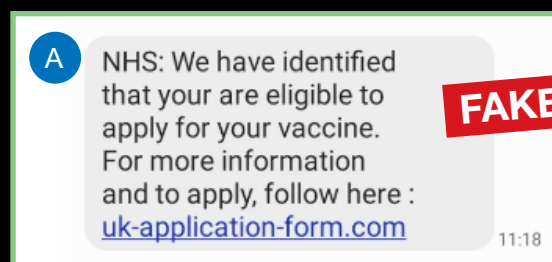 A
NHS: We have identified
that your are eligible to
apply for your vaccine.
For more information
and to apply, follow here :
uk-application-form.com
FAKE
11:18